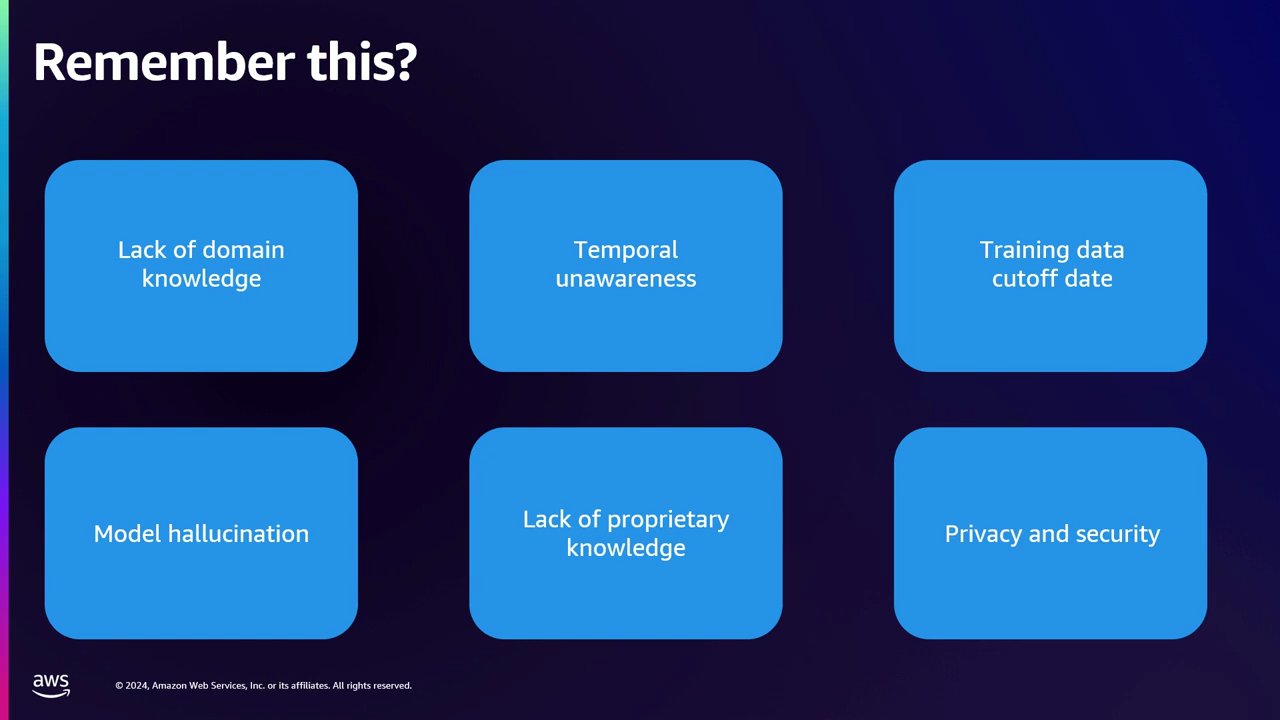 Remember this?
Lack of domain
knowledge
Temporal
unawareness
Training data
cutoff date
Model hallucination
Lack of proprietary
knowledge
Privacy and security
aws
© 2024, Amazon Web Services, Inc. or its affiliates. All rights reserved.